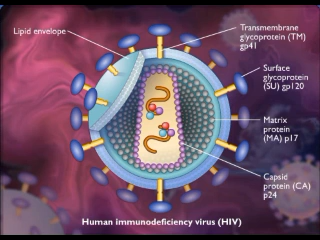 Lipid envelope
Transmembrane
glycoprotein (TM)
gp41
Surface
glycoprotein
(SU) gp120
Matrix
protein
(MA) p17
Capsid
protein (CA)
p24
Human immunodeficiency virus (HIV)